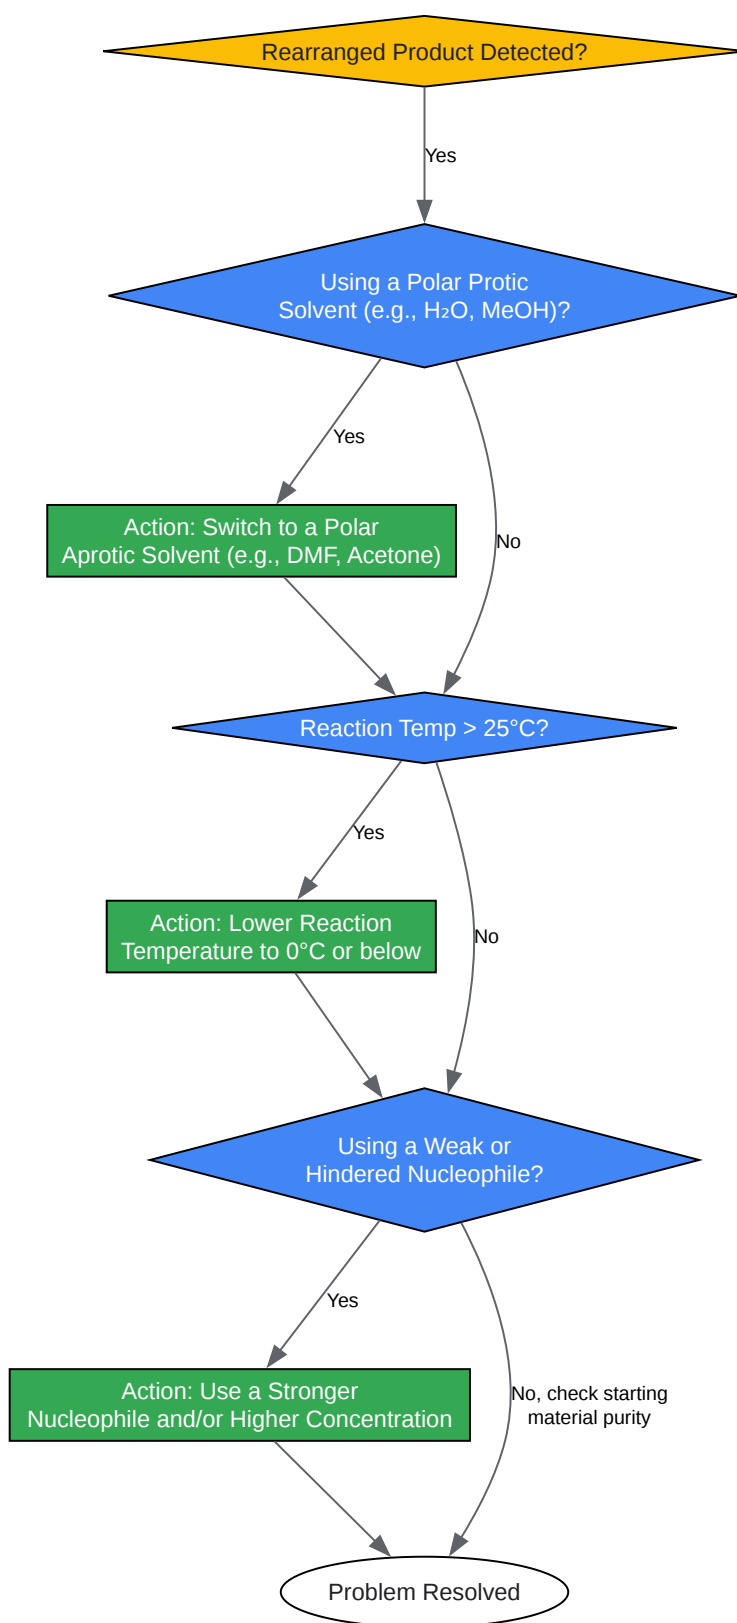 Rearranged Product Detected?
Yes
Using a Polar Protic
Solvent (e.g., H₂O, MeOH)?
Yes
Action: Switch to a Polar
Aprotic Solvent (e.g., DMF, Acetone)
No
Reaction Temp > 25°C?
Yes
Action: Lower Reaction
Temperature to 0°C or below
No
Using a Weak or
Hindered Nucleophile?
Yes
Action: Use a Stronger
Nucleophile and/or Higher Concentration
No, check starting
material purity
Problem Resolved